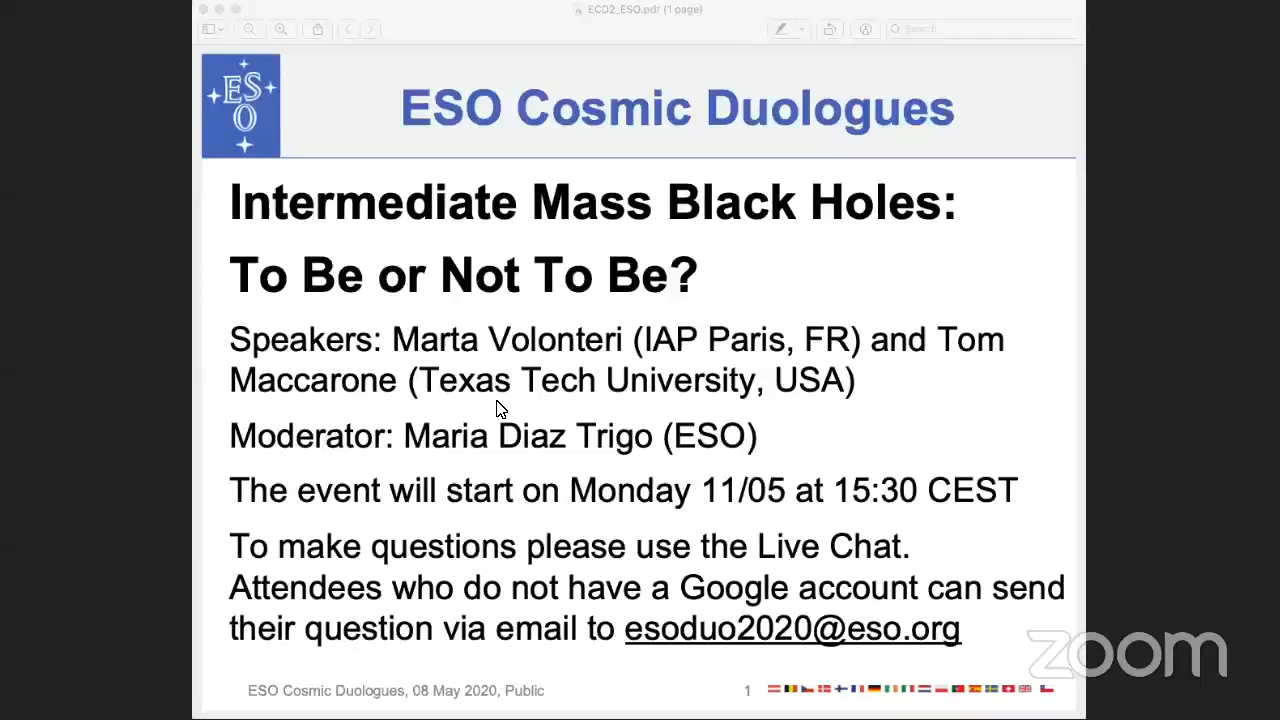 ECD2_ESO.pdf (1 page)
Search
ES
O
ESO Cosmic Duologues
Intermediate Mass Black Holes:
To Be or Not To Be?
Speakers: Marta Volonteri (IAP Paris, FR) and Tom
Maccarone (Texas Tech University, USA)
Moderator: Maria Diaz Trigo (ESO)
The event will start on Monday 11/05 at 15:30 CEST
To make questions please use the Live Chat.
Attendees who do not have a Google account can send
their question via email to esoduo2020@eso.org
zoom
ESO Cosmic Duologues, 08 May 2020, Public
1